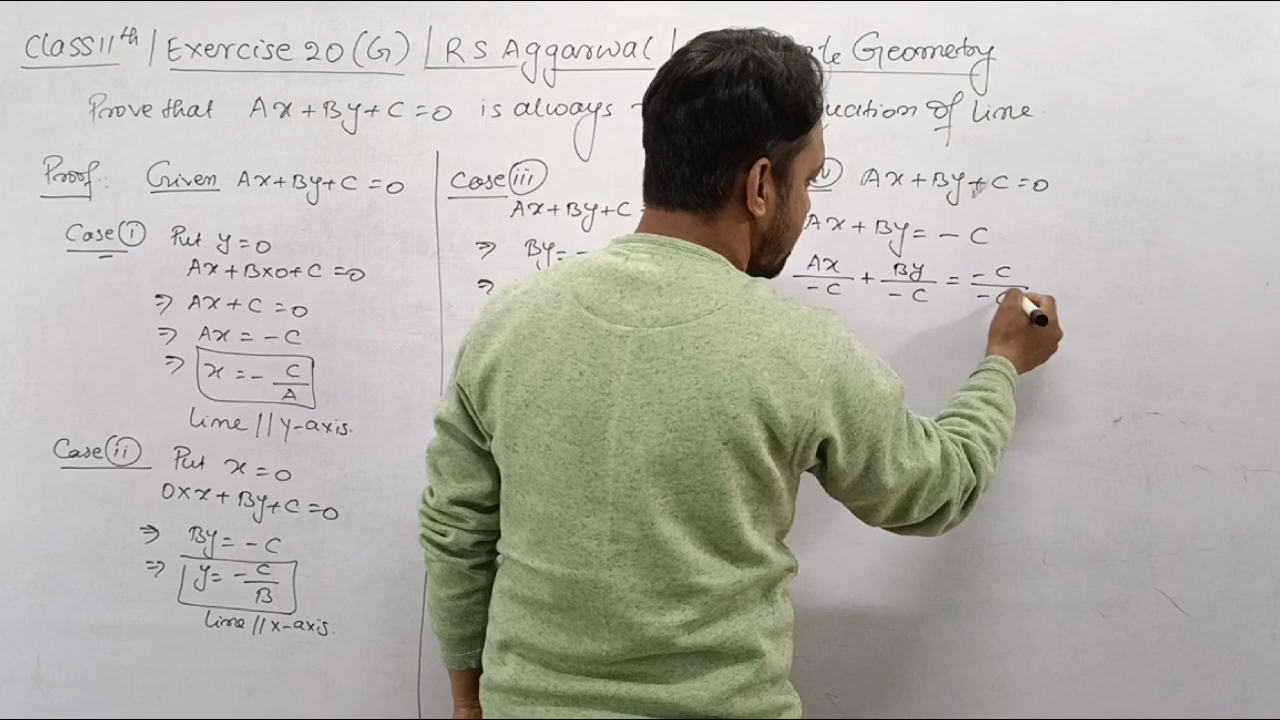 Class 11th | Exercise 20 (G) | RS Aggarwal | Geometry
Prove that Ax+By+C=0 is always of line
Proof: Given Ax+By+C=0
Case (i) Put y=0
Ax+B×0+C=0
⇒ Ax+C=0
⇒ Ax = -C
⇒ x = - C/A
Line // y-axis.
Case (ii) Put x=0
0×x+By+C=0
⇒ By = -C
⇒ y = - C/B
Line // x-axis.
Case (iii)
Ax+By+C
⇒ By = -
⇒
Ax+By+C=0
Ax+By = -C
Ax/-C + By/-C = -C/-C